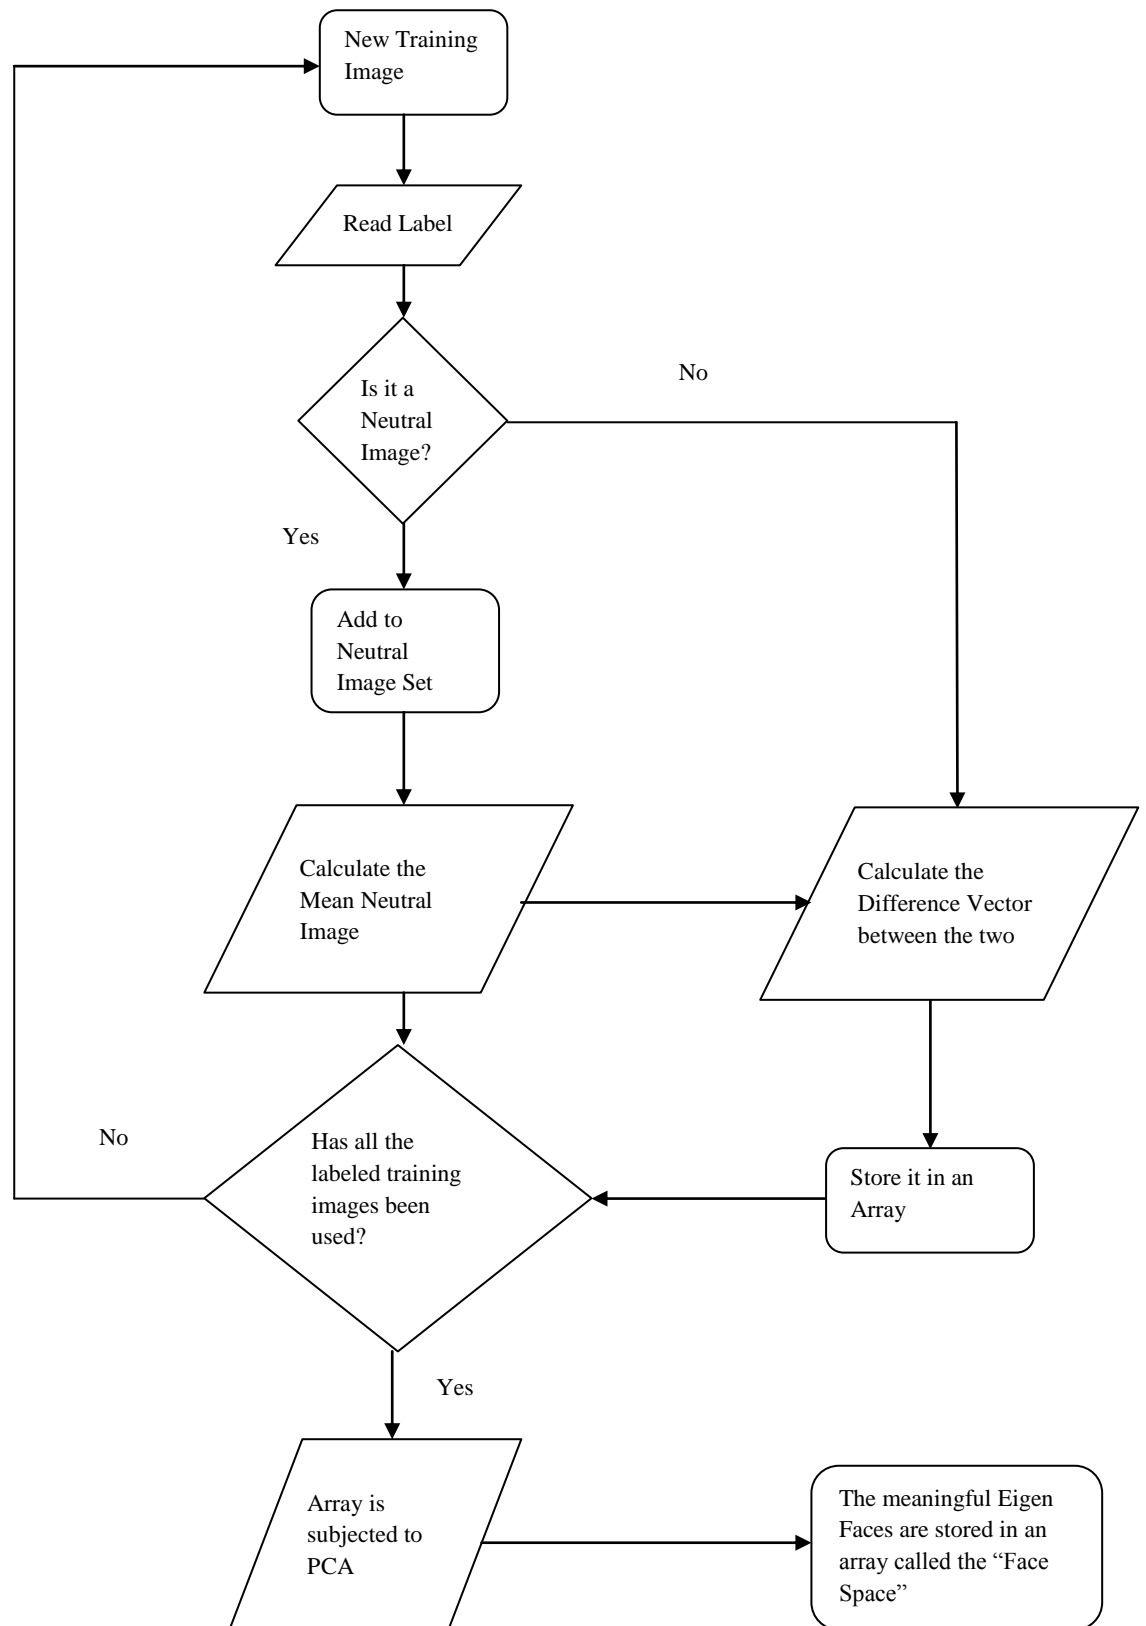 New Training
Image
Read Label
Is it a
Neutral
Image?
No
Yes
Add to
Neutral
Image Set
Calculate the
Mean Neutral
Image
Calculate the
Difference Vector
between the two
No
Has all the
labeled training
images been
used?
Store it in an
Array
Yes
Array is
subjected to
PCA
The meaningful Eigen
Faces are stored in an
array called the “Face
Space”